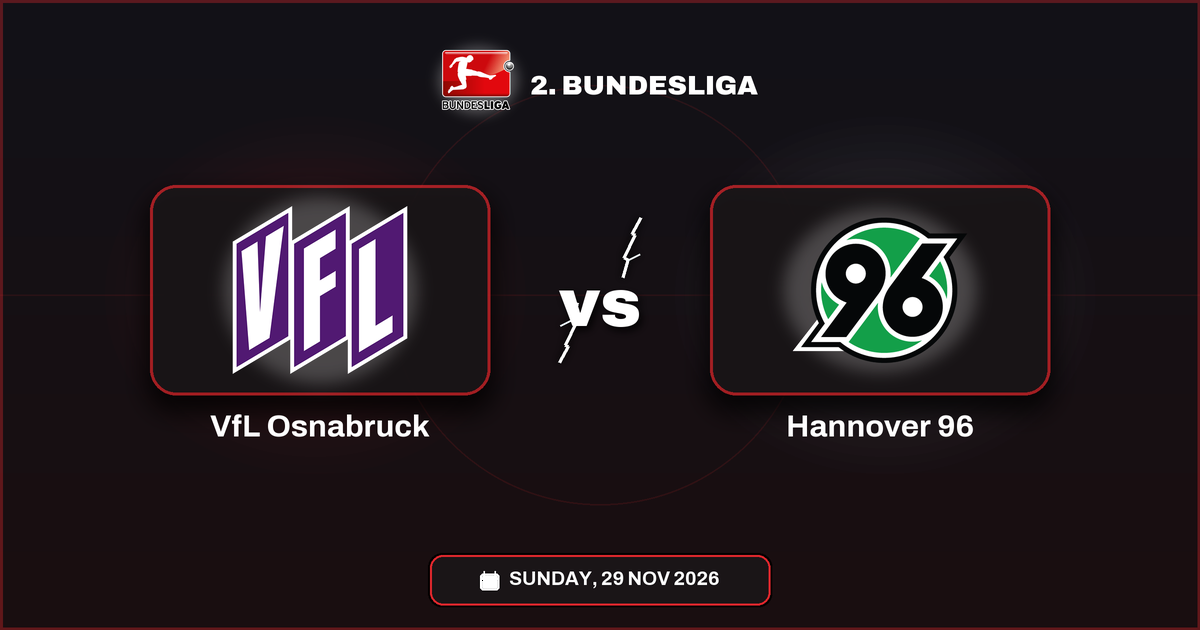 BUNDESLIGA
2. BUNDESLIGA
VfL
96
vs
VfL Osnabruck
Hannover 96
SUNDAY, 29 NOV 2026